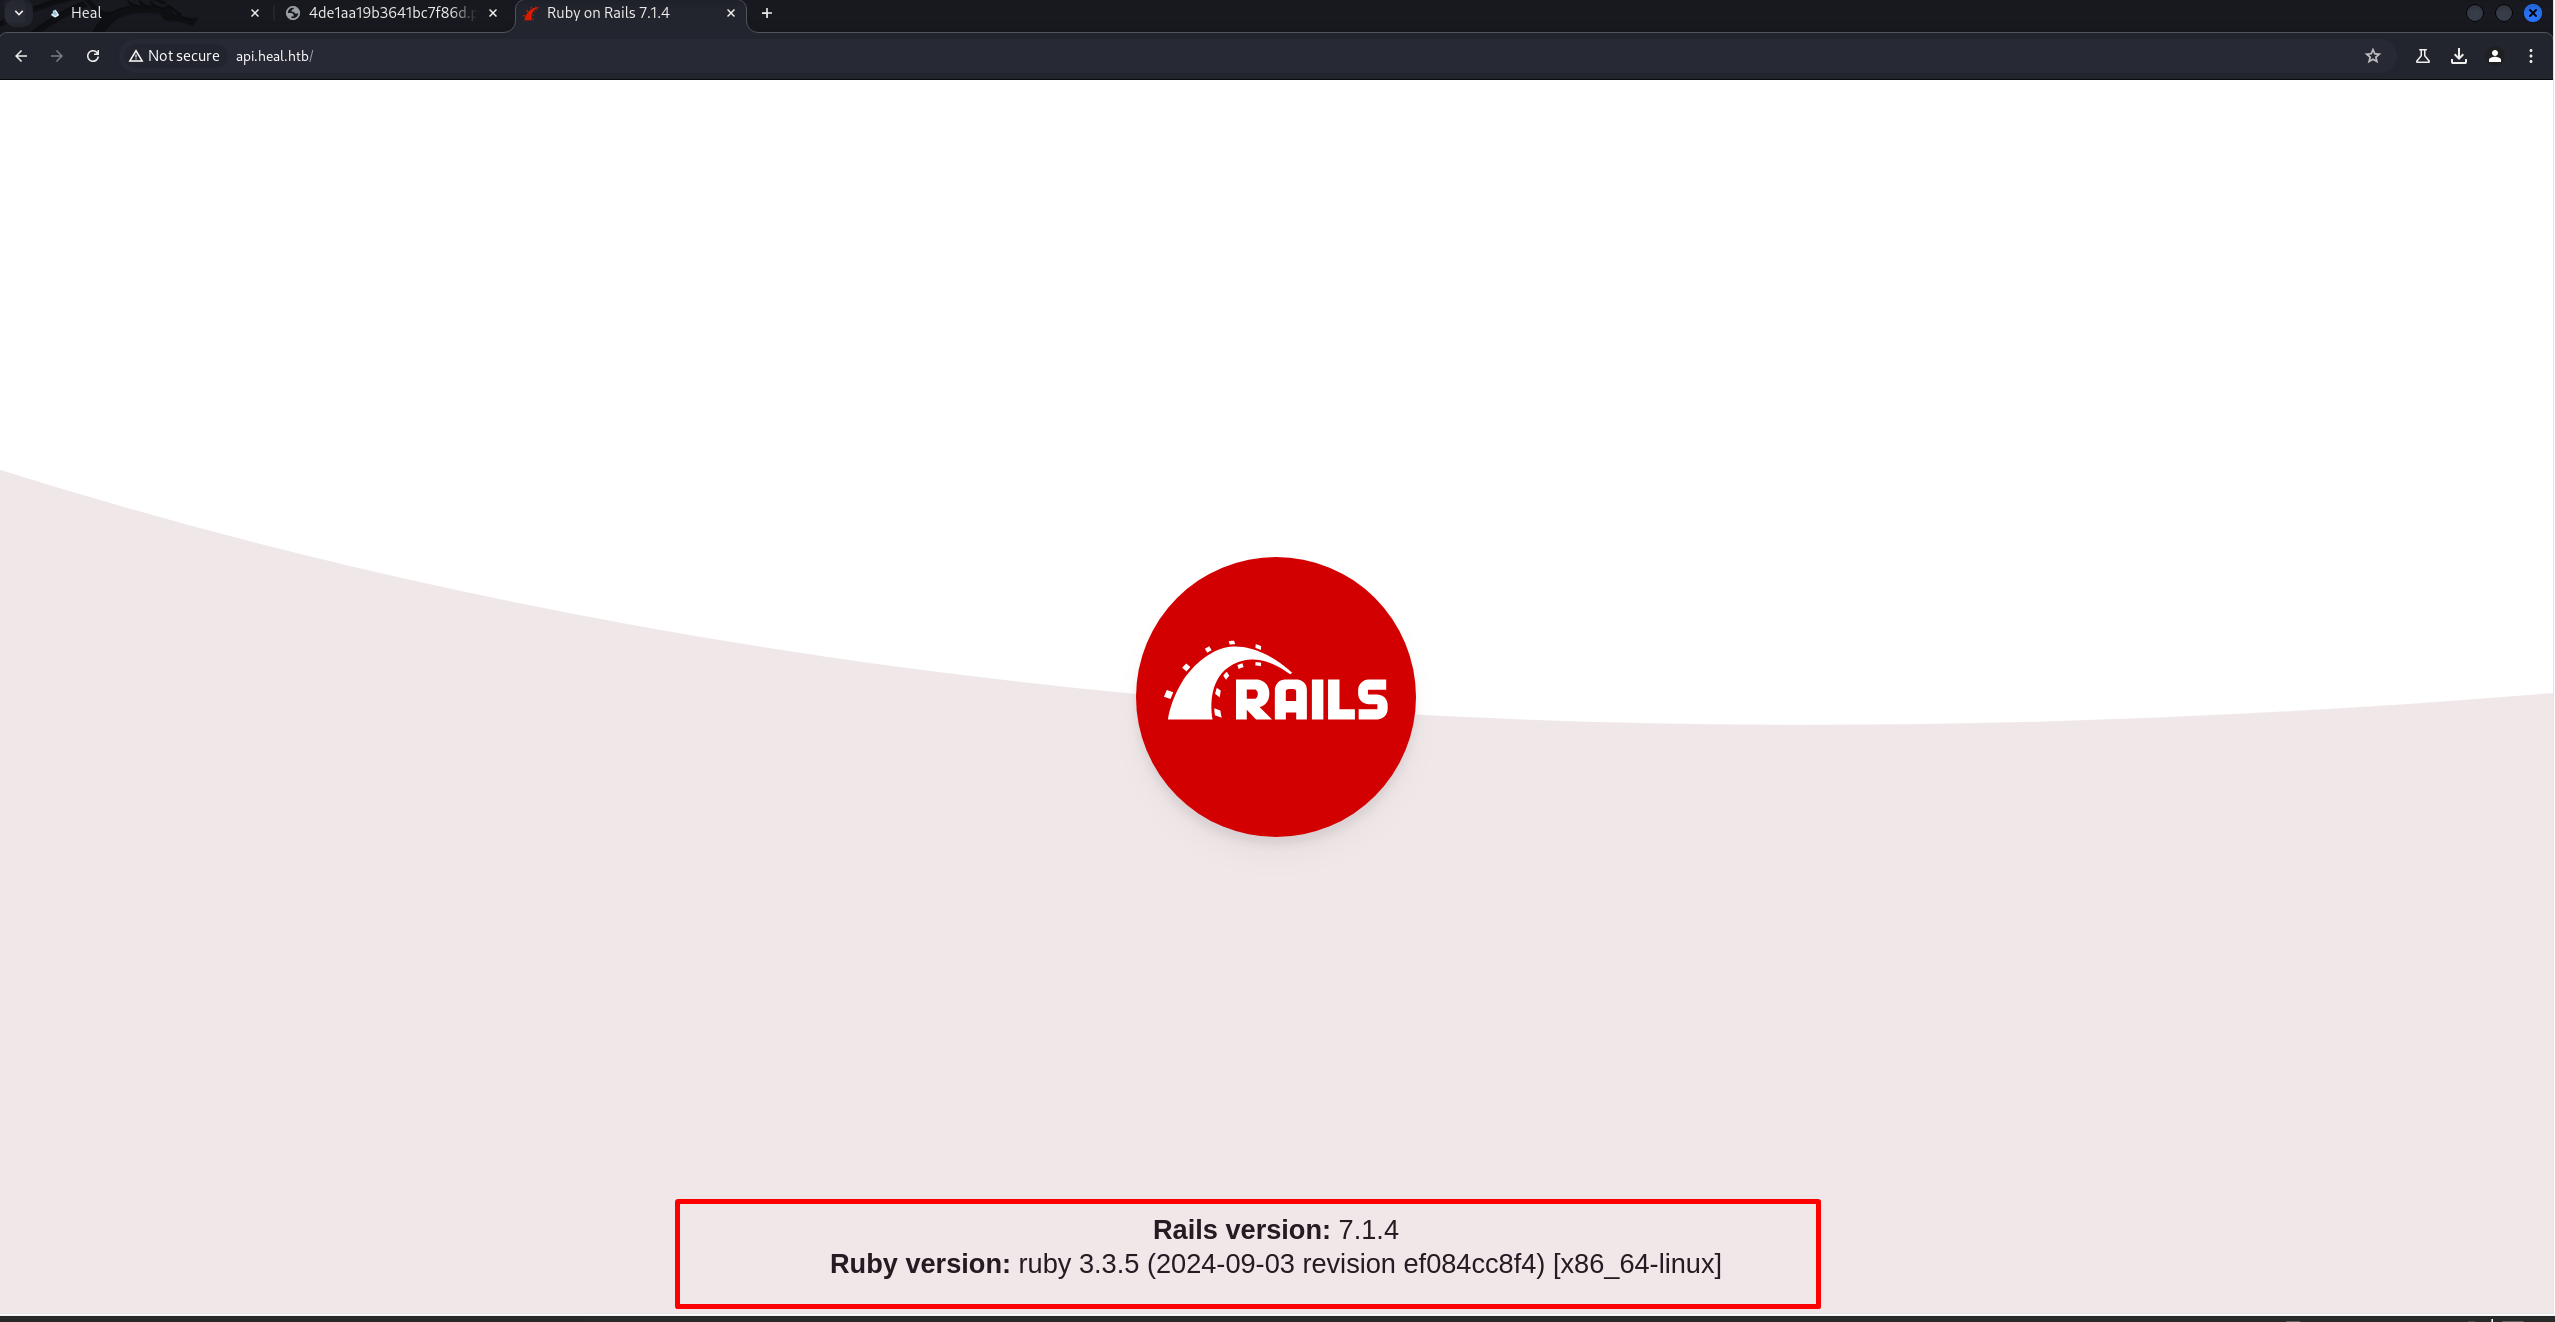 Heal
4de1aa19b3641bc7f86d.
Ruby on Rails 7.1.4
Not secure
api.heal.htb/
RAILS
Rails version: 7.1.4
Ruby version: ruby 3.3.5 (2024-09-03 revision ef084cc8f4) [x86_64-linux]